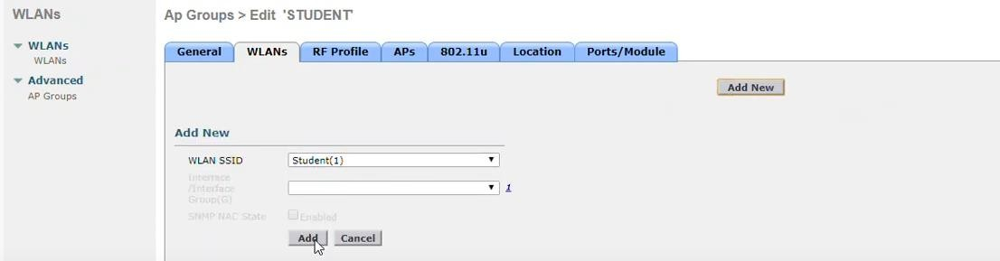 WLANs
Ap Groups > Edit 'STUDENT'
WLANs
WLANs
Advanced
AP Groups
General WLANs RF Profile APs 802.11u Location Ports/Module
Add New
Add New
WLAN SSID Student(1)
Interface
/Interface
Group(G)
1
SNMP NAC State Enabled
Add Cancel